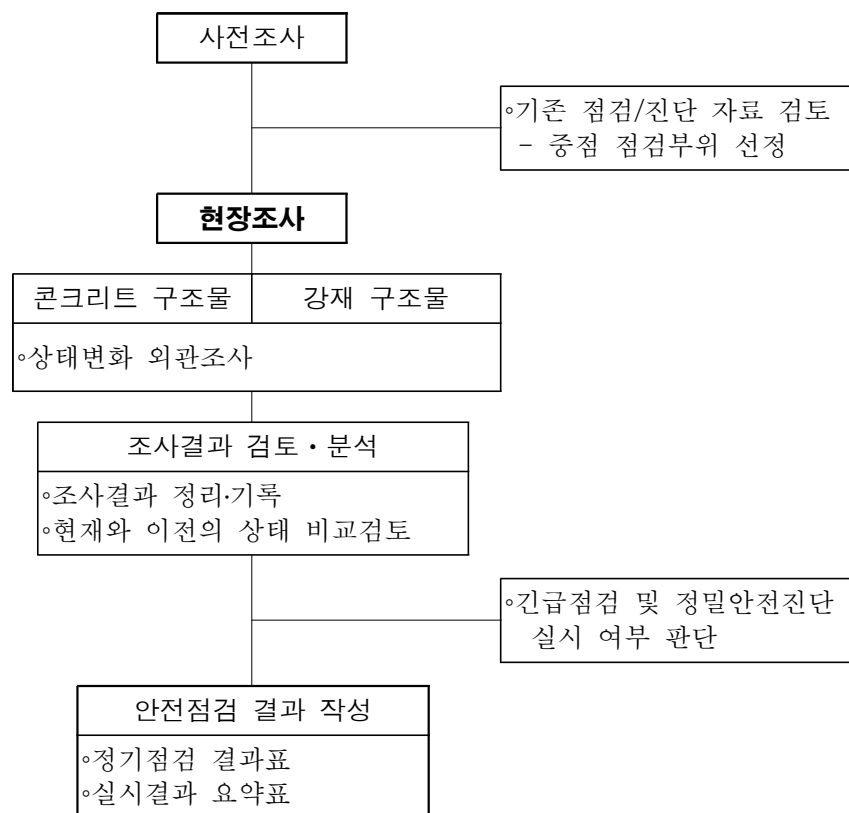 사전조사
◦기존 점검/진단 자료 검토
- 중점 점검부위 선정
현장조사
콘크리트 구조물
강재 구조물
◦상태변화 외관조사
조사결과 검토・분석
◦조사결과 정리·기록
◦현재와 이전의 상태 비교검토
◦긴급점검 및 정밀안전진단
실시 여부 판단
안전점검 결과 작성
◦정기점검 결과표
◦실시결과 요약표